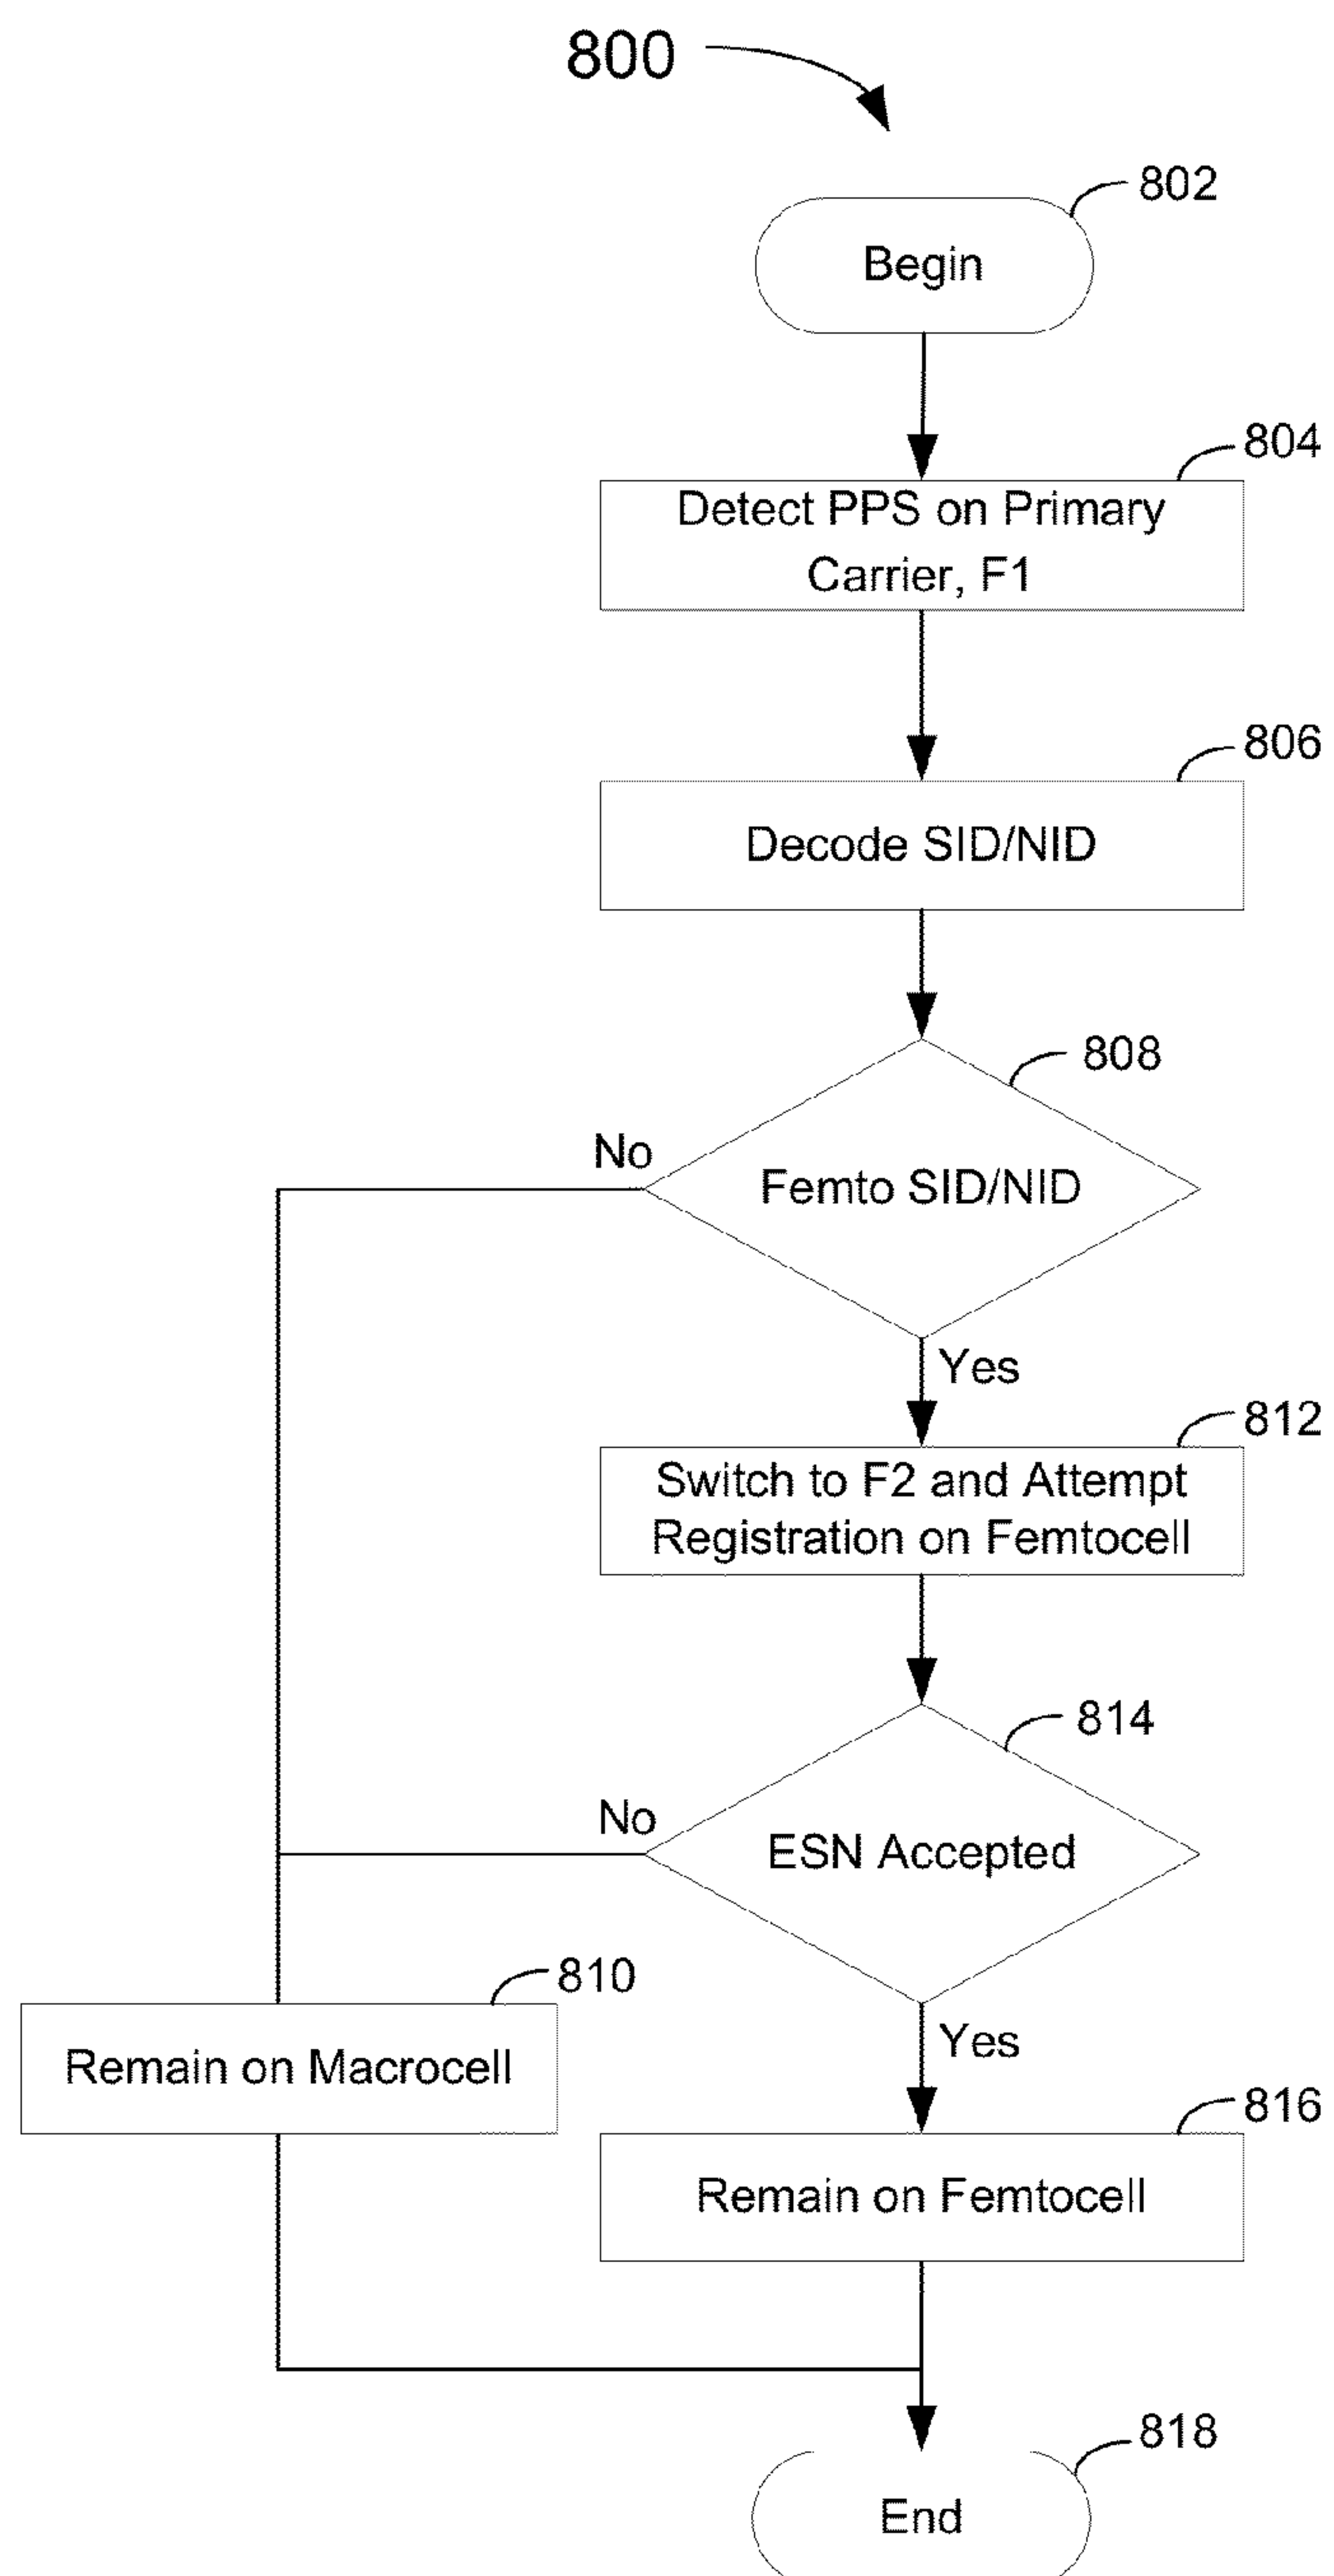 800
802
Begin
804
Detect PPS on Primary
Carrier, F1
806
Decode SID/NID
808
No
Femto SID/NID
Yes
812
Switch to F2 and Attempt
Registration on Femtocell
814
No
ESN Accepted
810
Remain on Macrocell
Yes
816
Remain on Femtocell
818
End